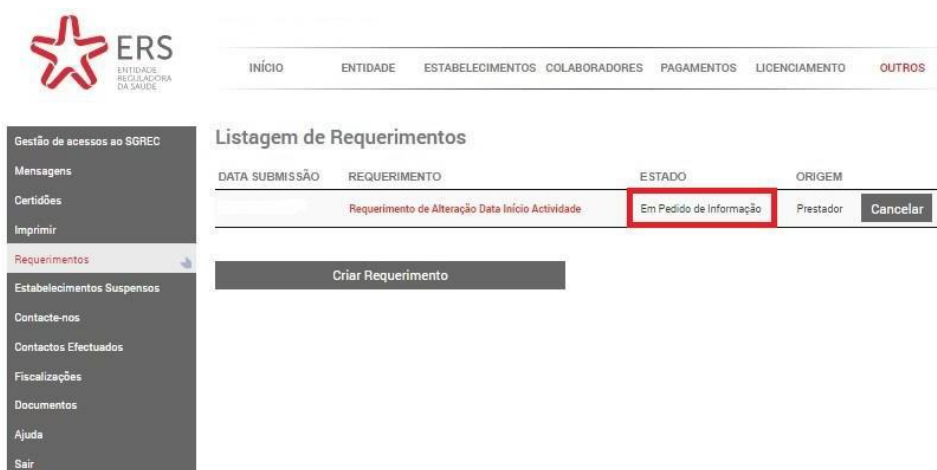 ERS
ENTIDADE
REGULADORA
DA SAÚDE
INÍCIO ENTIDADE ESTABELECIMENTOS COLABORADORES PAGAMENTOS LICENCIAMENTO OUTROS
Gestão de acessos ao SGREC
Mensagens
Certidões
Imprimir
Requerimentos
Estabelecimentos Suspensos
Contacte-nos
Contactos Efectuados
Fiscalizações
Documentos
Ajuda
Sair
Listagem de Requerimentos
DATA SUBMISSÃO REQUERIMENTO ESTADO ORIGEM
Requerimento de Alteração Data Início Actividade Em Pedido de Informação Prestador Cancelar
Criar Requerimento